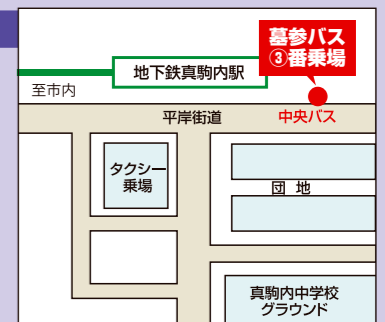 墓参バス
③番乗場
地下鉄真駒内駅
至市内
平岸街道
中央バス
タクシー
乗場
団地
真駒内中学校
グラウンド